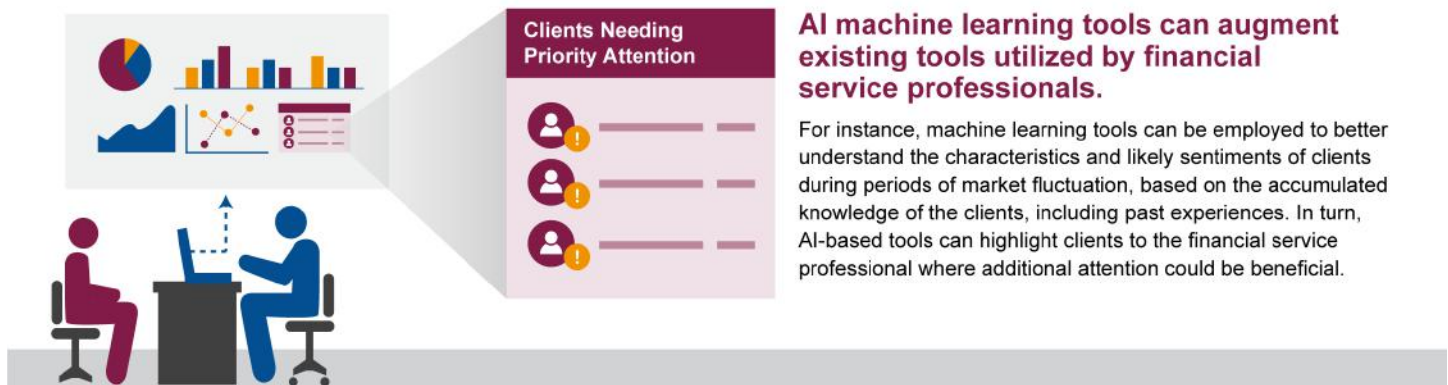 Clients Needing
Priority Attention
AI machine learning tools can augment
existing tools utilized by financial
service professionals.
For instance, machine learning tools can be employed to better
understand the characteristics and likely sentiments of clients
during periods of market fluctuation, based on the accumulated
knowledge of the clients, including past experiences. In turn,
AI-based tools can highlight clients to the financial service
professional where additional attention could be beneficial.